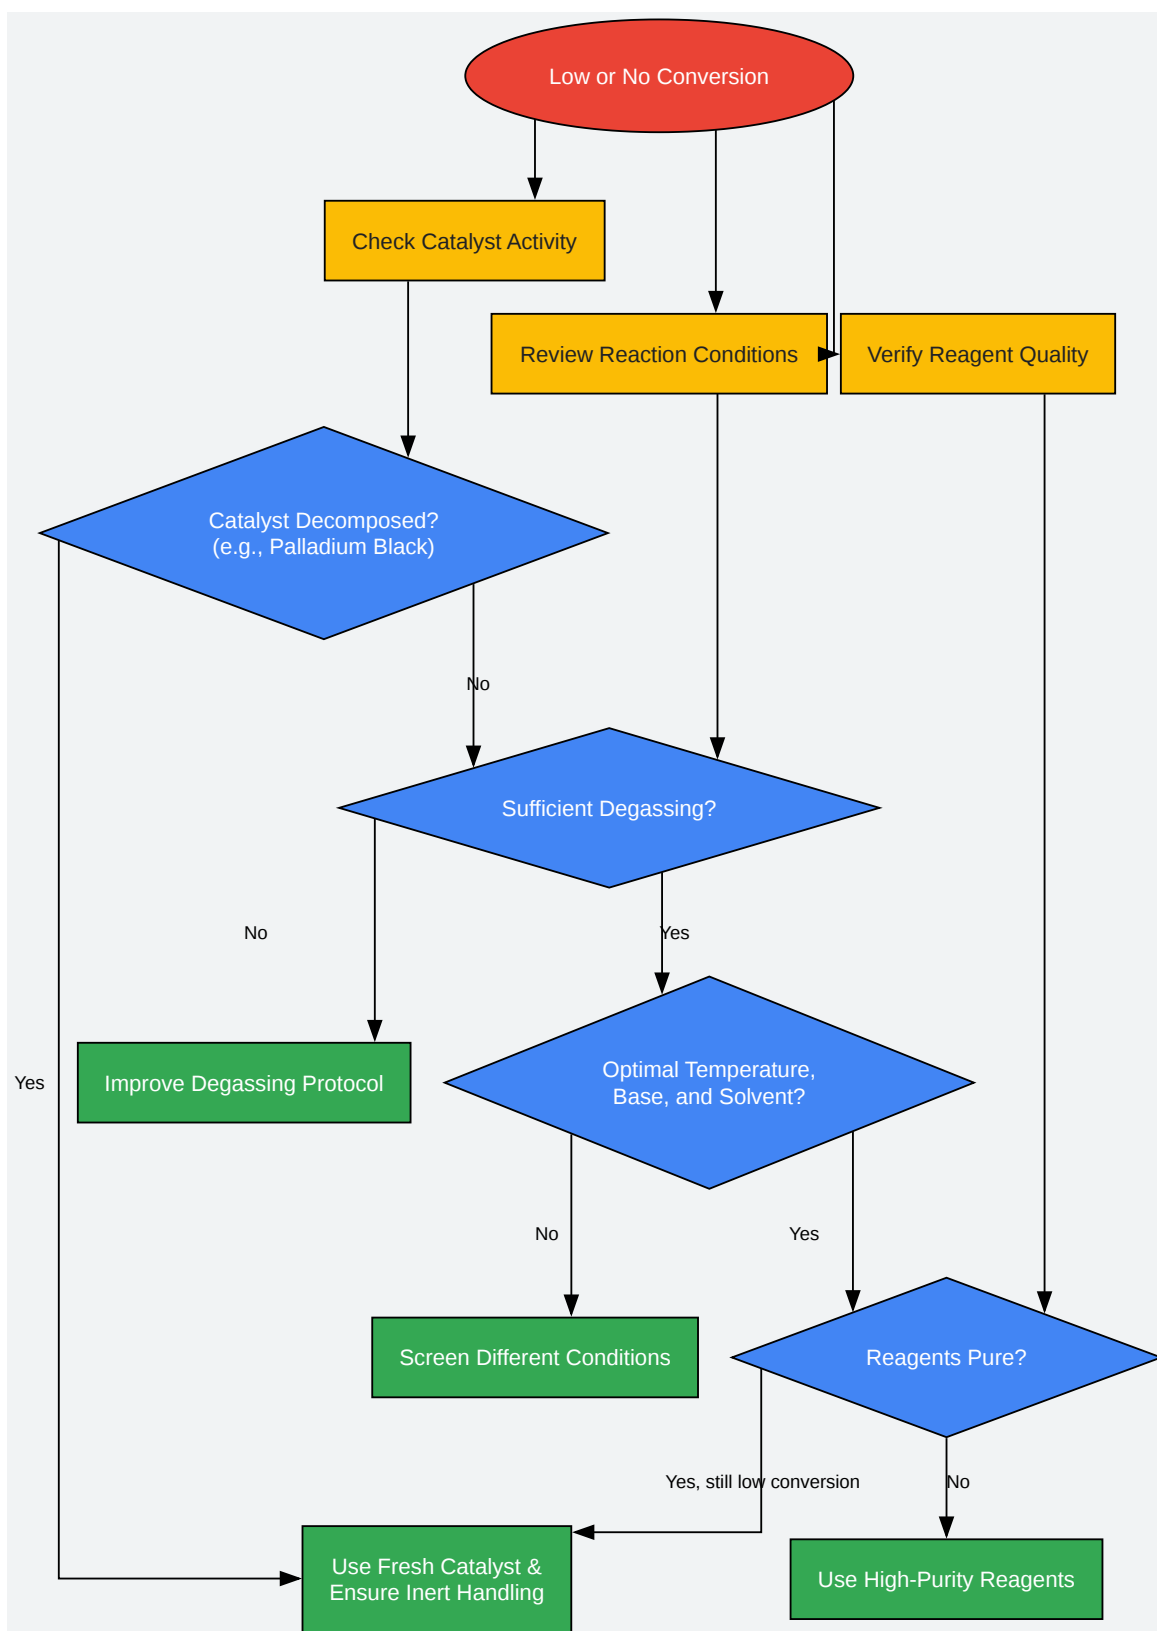 Low or No Conversion
Check Catalyst Activity
Review Reaction Conditions
Verify Reagent Quality
Catalyst Decomposed?
(e.g., Palladium Black)
No
Sufficient Degassing?
No
Yes
Yes
Improve Degassing Protocol
Optimal Temperature,
Base, and Solvent?
No
Yes
Screen Different Conditions
Reagents Pure?
Yes, still low conversion
No
Use Fresh Catalyst &
Ensure Inert Handling
Use High-Purity Reagents